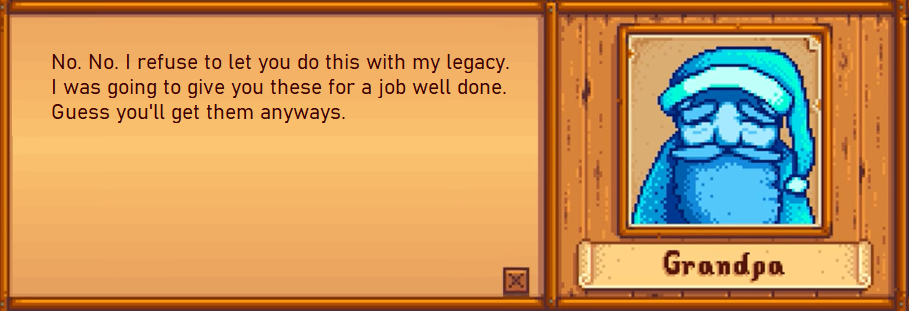 No. No. I refuse to let you do this with my legacy.
I was going to give you these for a job well done.
Guess you'll get them anyways.
Grandpa